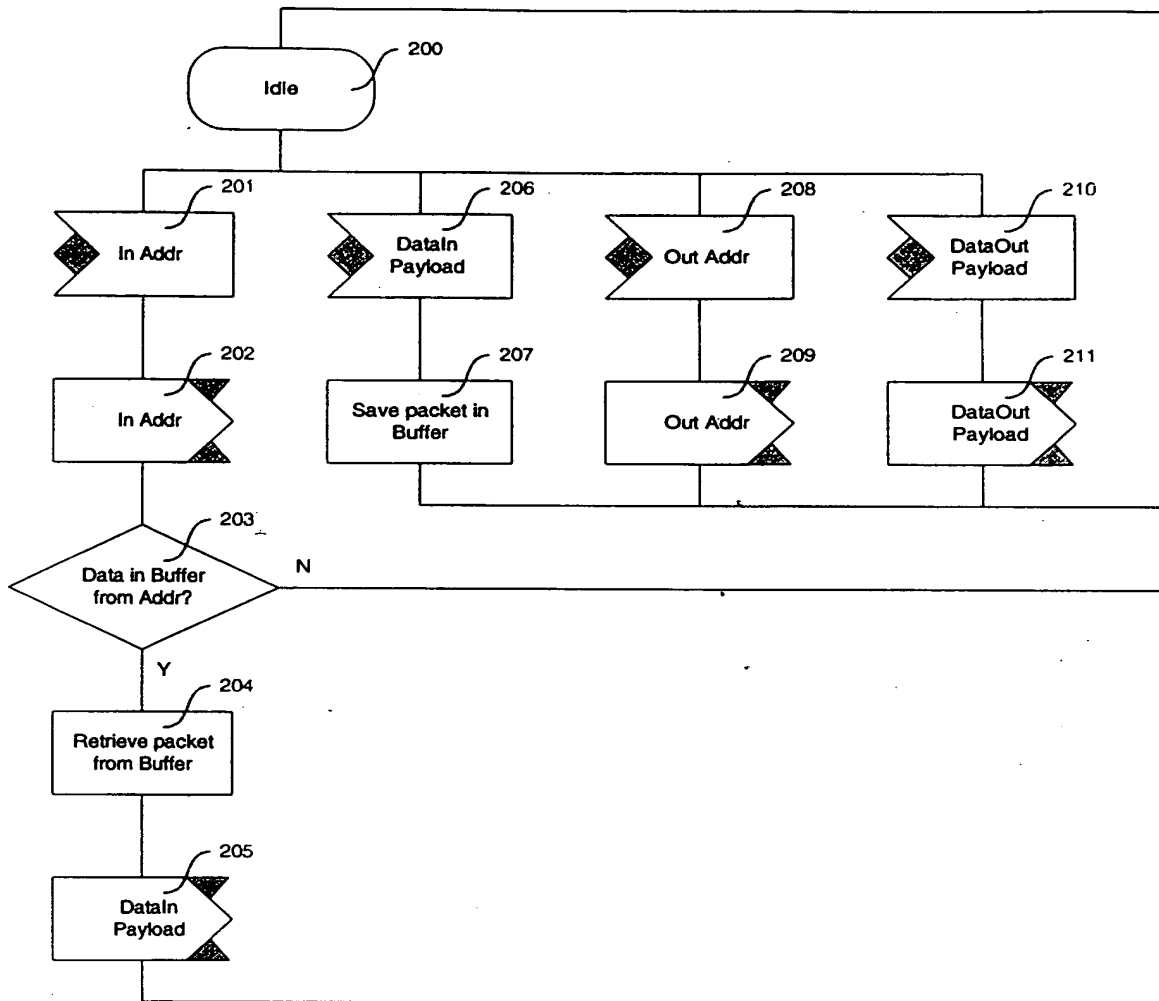 200
Idle
201
In Addr
206
DataIn
Payload
208
Out Addr
210
DataOut
Payload
202
In Addr
207
Save packet in
Buffer
209
Out Addr
211
DataOut
Payload
203
Data in Buffer
from Addr?
N
Y
204
Retrieve packet
from Buffer
205
DataIn
Payload